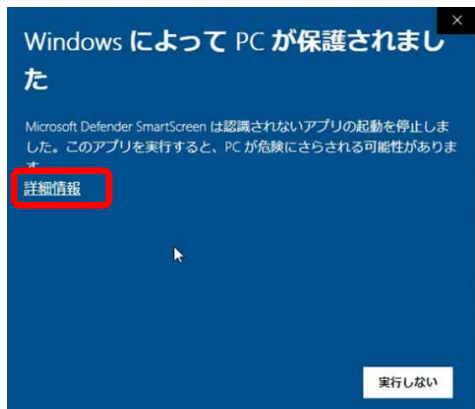 Windows によって PC が保護されまし
た
Microsoft Defender SmartScreen は認識されないアプリの起動を停止しま
した。このアプリを実行すると、PC が危険にさらされる可能性がありま
す
詳細情報
実行しない